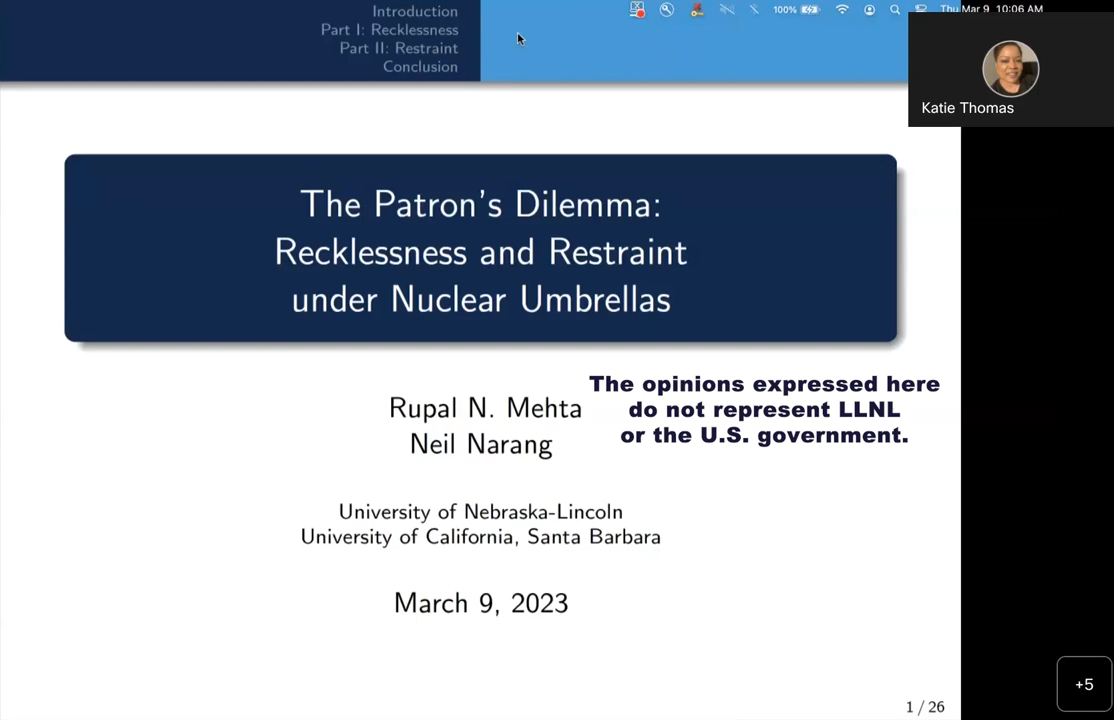 Introduction
Part I: Recklessness
Part II: Restraint
Conclusion
100%
Thu Mar 9, 10:06 AM
Katie Thomas
The Patron's Dilemma:
Recklessness and Restraint
under Nuclear Umbrellas
The opinions expressed here
do not represent LLNL
or the U.S. government.
Rupal N. Mehta
Neil Narang
University of Nebraska-Lincoln
University of California, Santa Barbara
March 9, 2023
+5
1 / 26